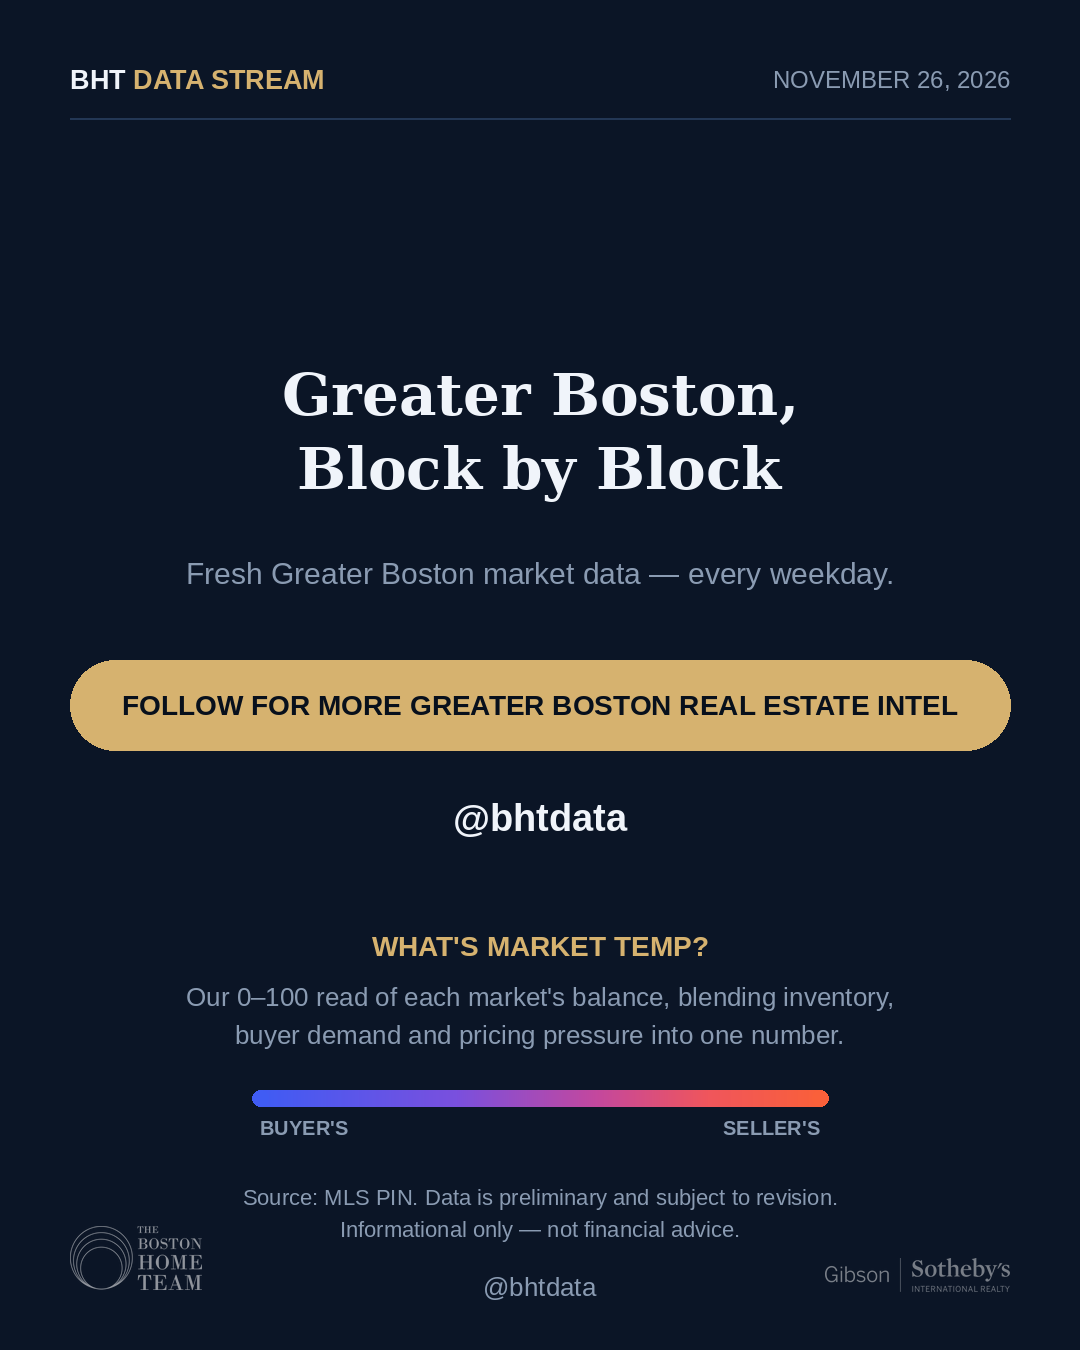 BHT DATA STREAM
NOVEMBER 26, 2026
Greater Boston,
Block by Block
Fresh Greater Boston market data — every weekday.
FOLLOW FOR MORE GREATER BOSTON REAL ESTATE INTEL
@bhtdata
WHAT'S MARKET TEMP?
Our 0–100 read of each market's balance, blending inventory,
buyer demand and pricing pressure into one number.
BUYER'S
SELLER'S
Source: MLS PIN. Data is preliminary and subject to revision.
Informational only — not financial advice.
THE
BOSTON
HOME
TEAM
@bhtdata
Gibson
Sotheby's
INTERNATIONAL REALTY